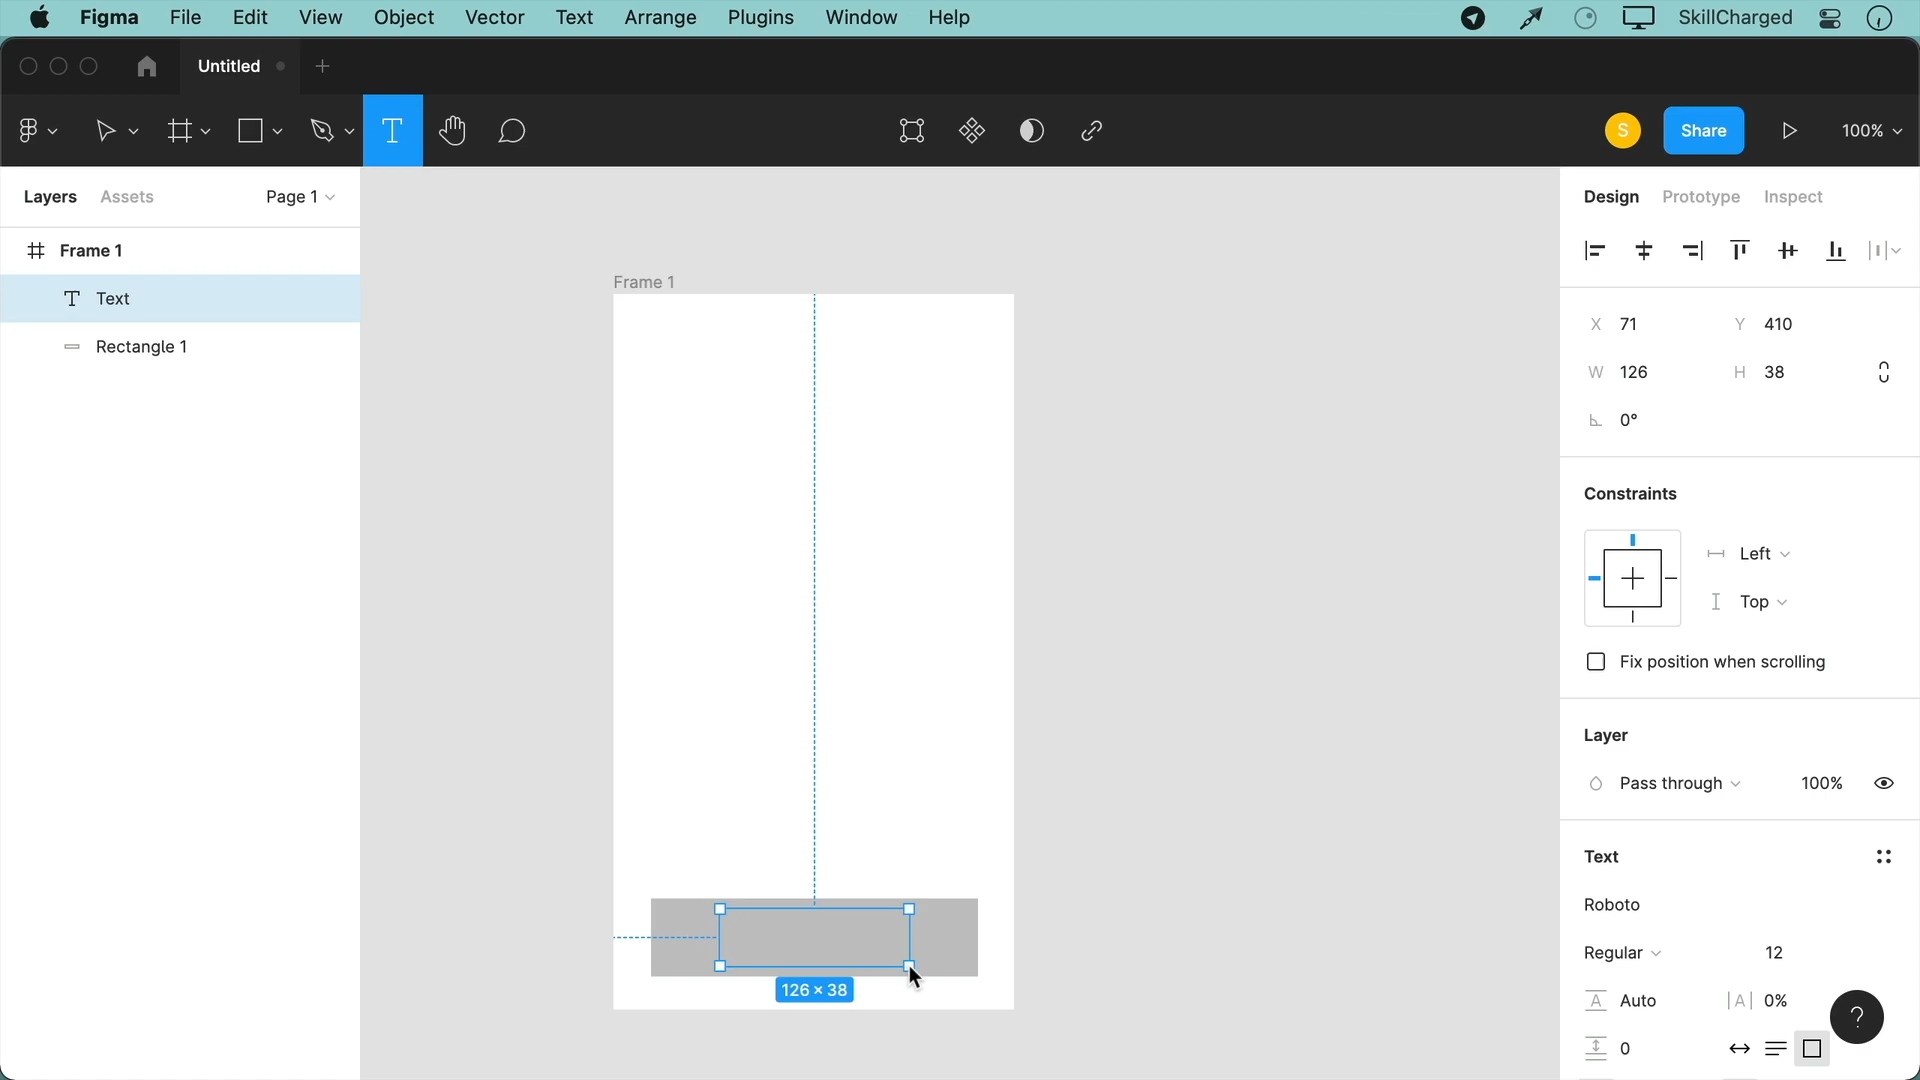 Figma File Edit View Object Vector Text Arrange Plugins Window Help SkillCharged
Untitled
S Share 100%
Layers Assets Page 1
Design Prototype Inspect
Frame 1
Text
Rectangle 1
Frame 1
126 × 38
X 71 Y 410
W 126 H 38
0°
Constraints
Left
Top
Fix position when scrolling
Layer
Pass through 100%
Text
Roboto
Regular 12
A Auto |A| 0%
0
?